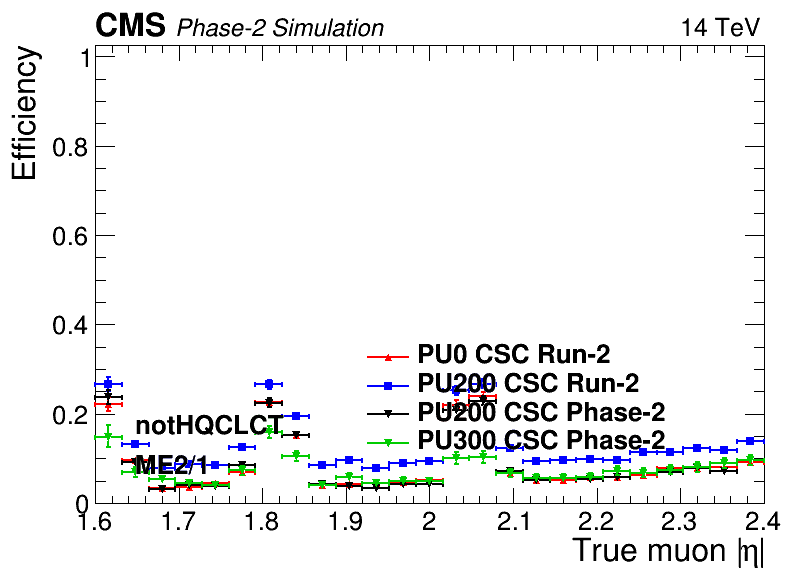 CMS Phase-2 Simulation 14 TeV
Efficiency
1
0.8
0.6
0.4
0.2
0
PU0 CSC Run-2
PU200 CSC Run-2
PU200 CSC Phase-2
PU300 CSC Phase-2
notHQCLCT
ME2/1
1.6 1.7 1.8 1.9 2 2.1 2.2 2.3 2.4
True muon |η|